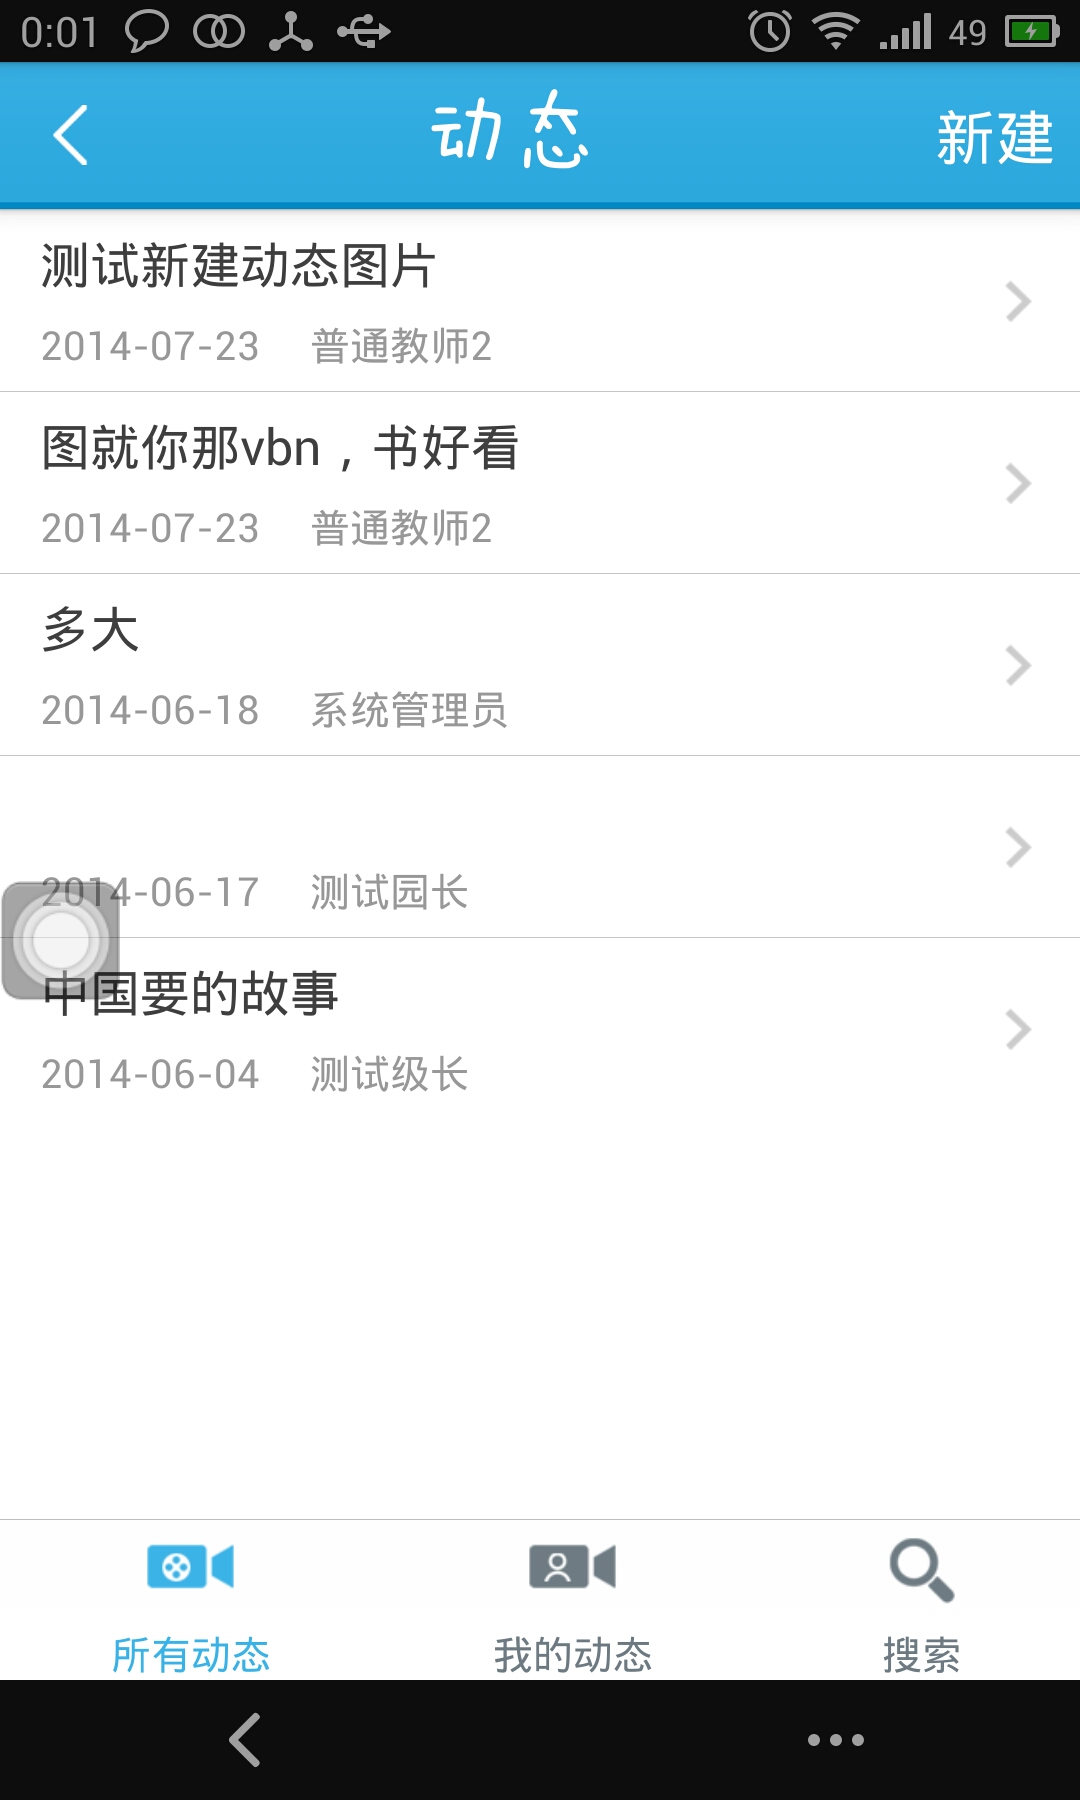 0:01 49
动态 新建
测试新建动态图片
2014-07-23 普通教师2
图就你那vbn，书好看
2014-07-23 普通教师2
多大
2014-06-18 系统管理员
2014-06-17 测试园长
中国要的故事
2014-06-04 测试级长
所有动态 我的动态 搜索